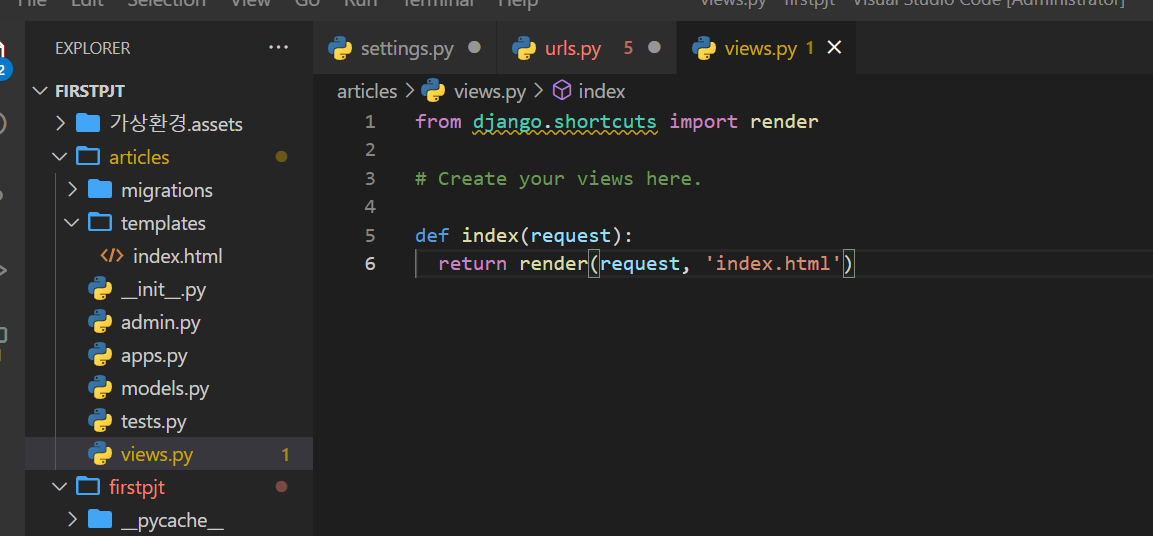 File Edit Selection View Go Run Terminal Help views.py - firstpjt - Visual Studio Code [Administrator]
EXPLORER ···
settings.py
urls.py 5
views.py 1
2
FIRSTPJT
가상환경.assets
articles
migrations
templates
index.html
__init__.py
admin.py
apps.py
models.py
tests.py
views.py 1
firstpjt
__pycache__
articles > views.py > index
1 from django.shortcuts import render
2
3 # Create your views here.
4
5 def index(request):
6 return render(request, 'index.html')